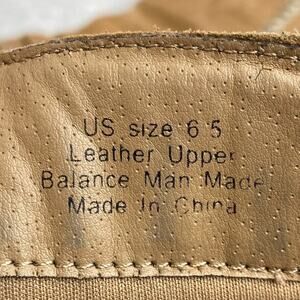 US size 6 5
Leather Upper
Balance Man Made
Made In China